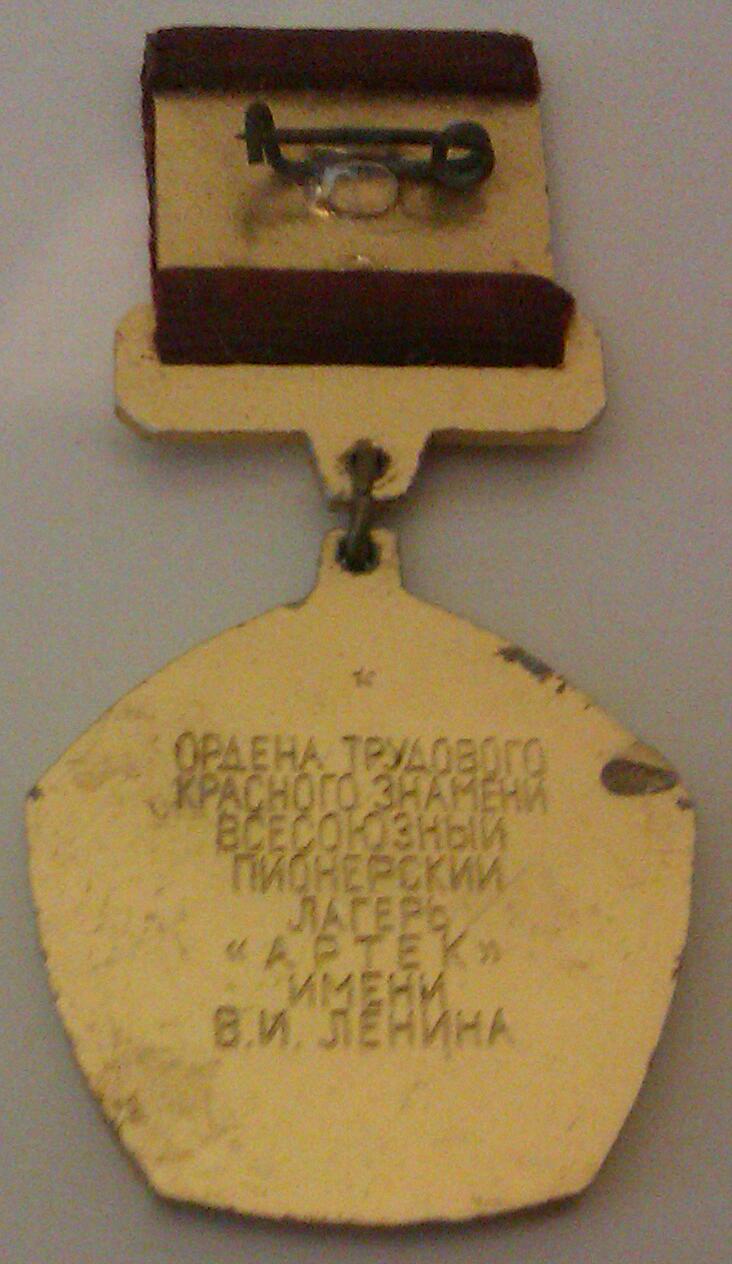 ОРДЕНА ТРУДОВОГО
КРАСНОГО ЗНАМЕНИ
ВСЕСОЮЗНЫЙ
ПИОНЕРСКИЙ
ЛАГЕРЬ
«АРТЕК»
ИМЕНИ
В.И. ЛЕНИНА